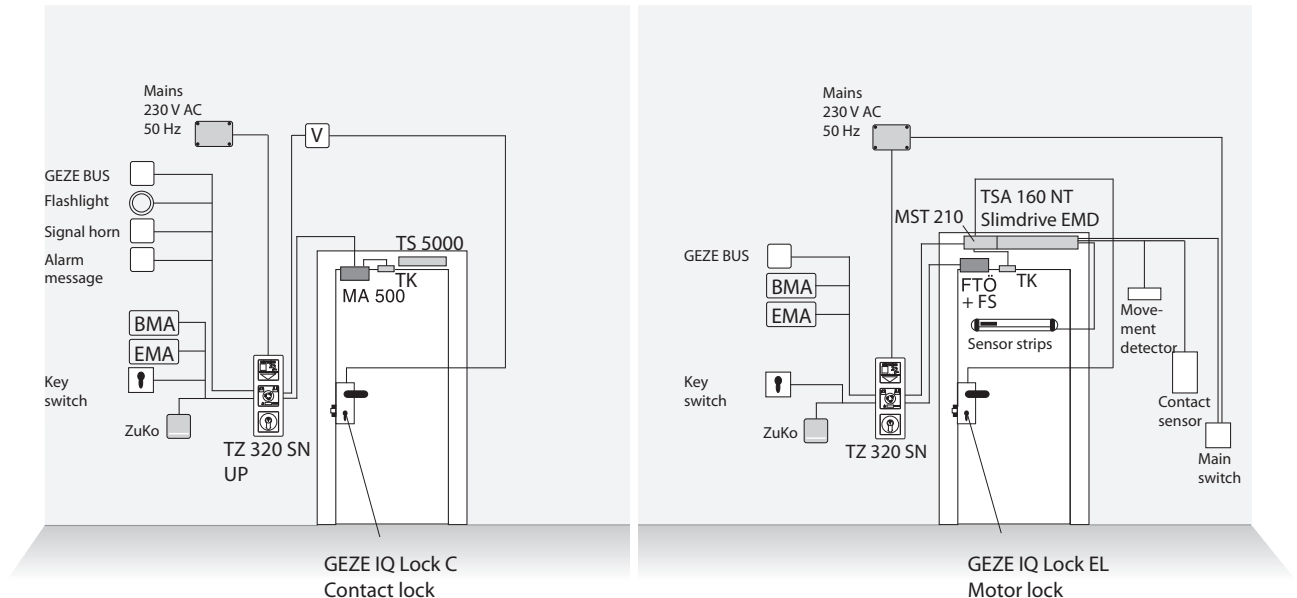 Mains
230 V AC
50 Hz
V
GEZE BUS
Flashlight
Signal horn
Alarm
message
TS 5000
TK
MA 500
BMA
EMA
Key
switch
ZuKo
TZ 320 SN
UP
GEZE IQ Lock C
Contact lock
Mains
230 V AC
50 Hz
TSA 160 NT
MST 210
Slimdrive EMD
GEZE BUS
BMA
EMA
FTÖ
+ FS
TK
Sensor strips
Move-
ment
detector
Key
switch
ZuKo
TZ 320 SN
Contact
sensor
Main
switch
GEZE IQ Lock EL
Motor lock